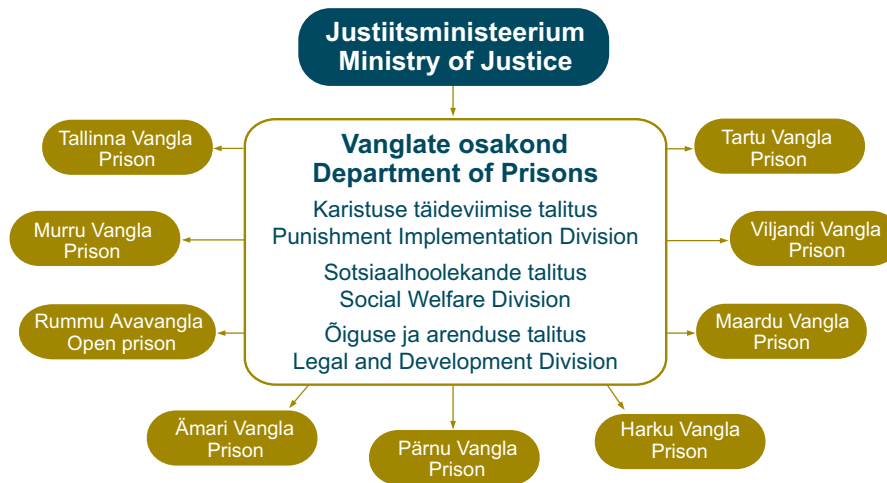 Justiitsministeerium
Ministry of Justice
Vanglate osakond
Department of Prisons
Karistuse täideviimise talitus
Punishment Implementation Division
Sotsiaalhoolekande talitus
Social Welfare Division
Õiguse ja arenduse talitus
Legal and Development Division
Tallinna Vangla
Prison
Murru Vangla
Prison
Rummu Avavangla
Open prison
Ämari Vangla
Prison
Pärnu Vangla
Prison
Harku Vangla
Prison
Maardu Vangla
Prison
Viljandi Vangla
Prison
Tartu Vangla
Prison